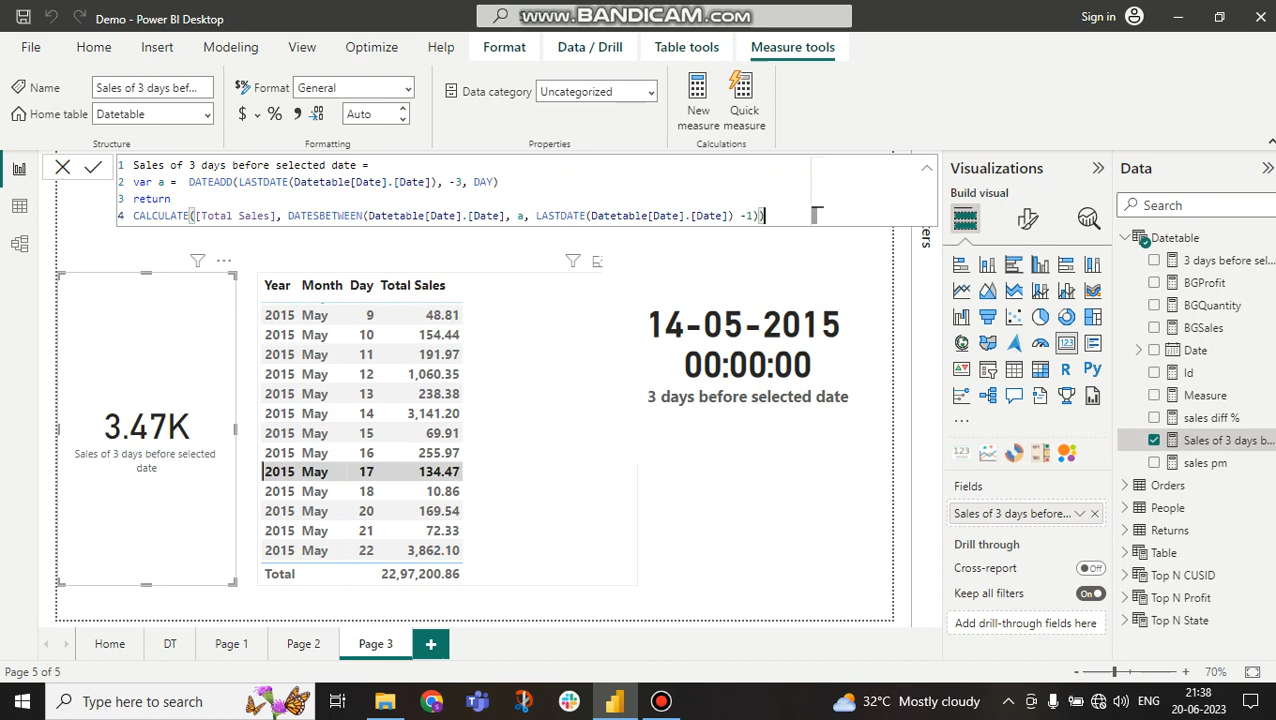 Demo - Power BI Desktop
www.BANDICAM.com
Sign in
File Home Insert Modeling View Optimize Help Format Data / Drill Table tools Measure tools
Name Sales of 3 days bef...
Home table Datetable
Structure
Format General
$ % Auto
Formatting
Data category Uncategorized
Properties
New measure
Quick measure
Calculations
1 Sales of 3 days before selected date =
2 var a =  DATEADD(LASTDATE(Datetable[Date].[Date]), -3, DAY)
3 return
4 CALCULATE([Total Sales], DATESBETWEEN(Datetable[Date].[Date], a, LASTDATE(Datetable[Date].[Date]) -1))
3.47K
Sales of 3 days before selected
date
Year Month Day Total Sales
2015 May 9 48.81
2015 May 10 154.44
2015 May 11 191.97
2015 May 12 1,060.35
2015 May 13 238.38
2015 May 14 3,141.20
2015 May 15 69.91
2015 May 16 255.97
2015 May 17 134.47
2015 May 18 10.86
2015 May 20 169.54
2015 May 21 72.33
2015 May 22 3,862.10
Total 22,97,200.86
14-05-2015
00:00:00
3 days before selected date
ers
Visualizations
Build visual
R Py
123
Fields
Sales of 3 days before...
Drill through
Cross-report Off
Keep all filters On
Add drill-through fields here
Data
Search
Datetable
3 days before sel...
BGProfit
BGQuantity
BGSales
Date
Id
Measure
sales diff %
Sales of 3 days b...
sales pm
Orders
People
Returns
Table
Top N CUSID
Top N Profit
Top N State
Home DT Page 1 Page 2 Page 3
Page 5 of 5
70%
Type here to search
32°C Mostly cloudy
ENG
21:38
20-06-2023